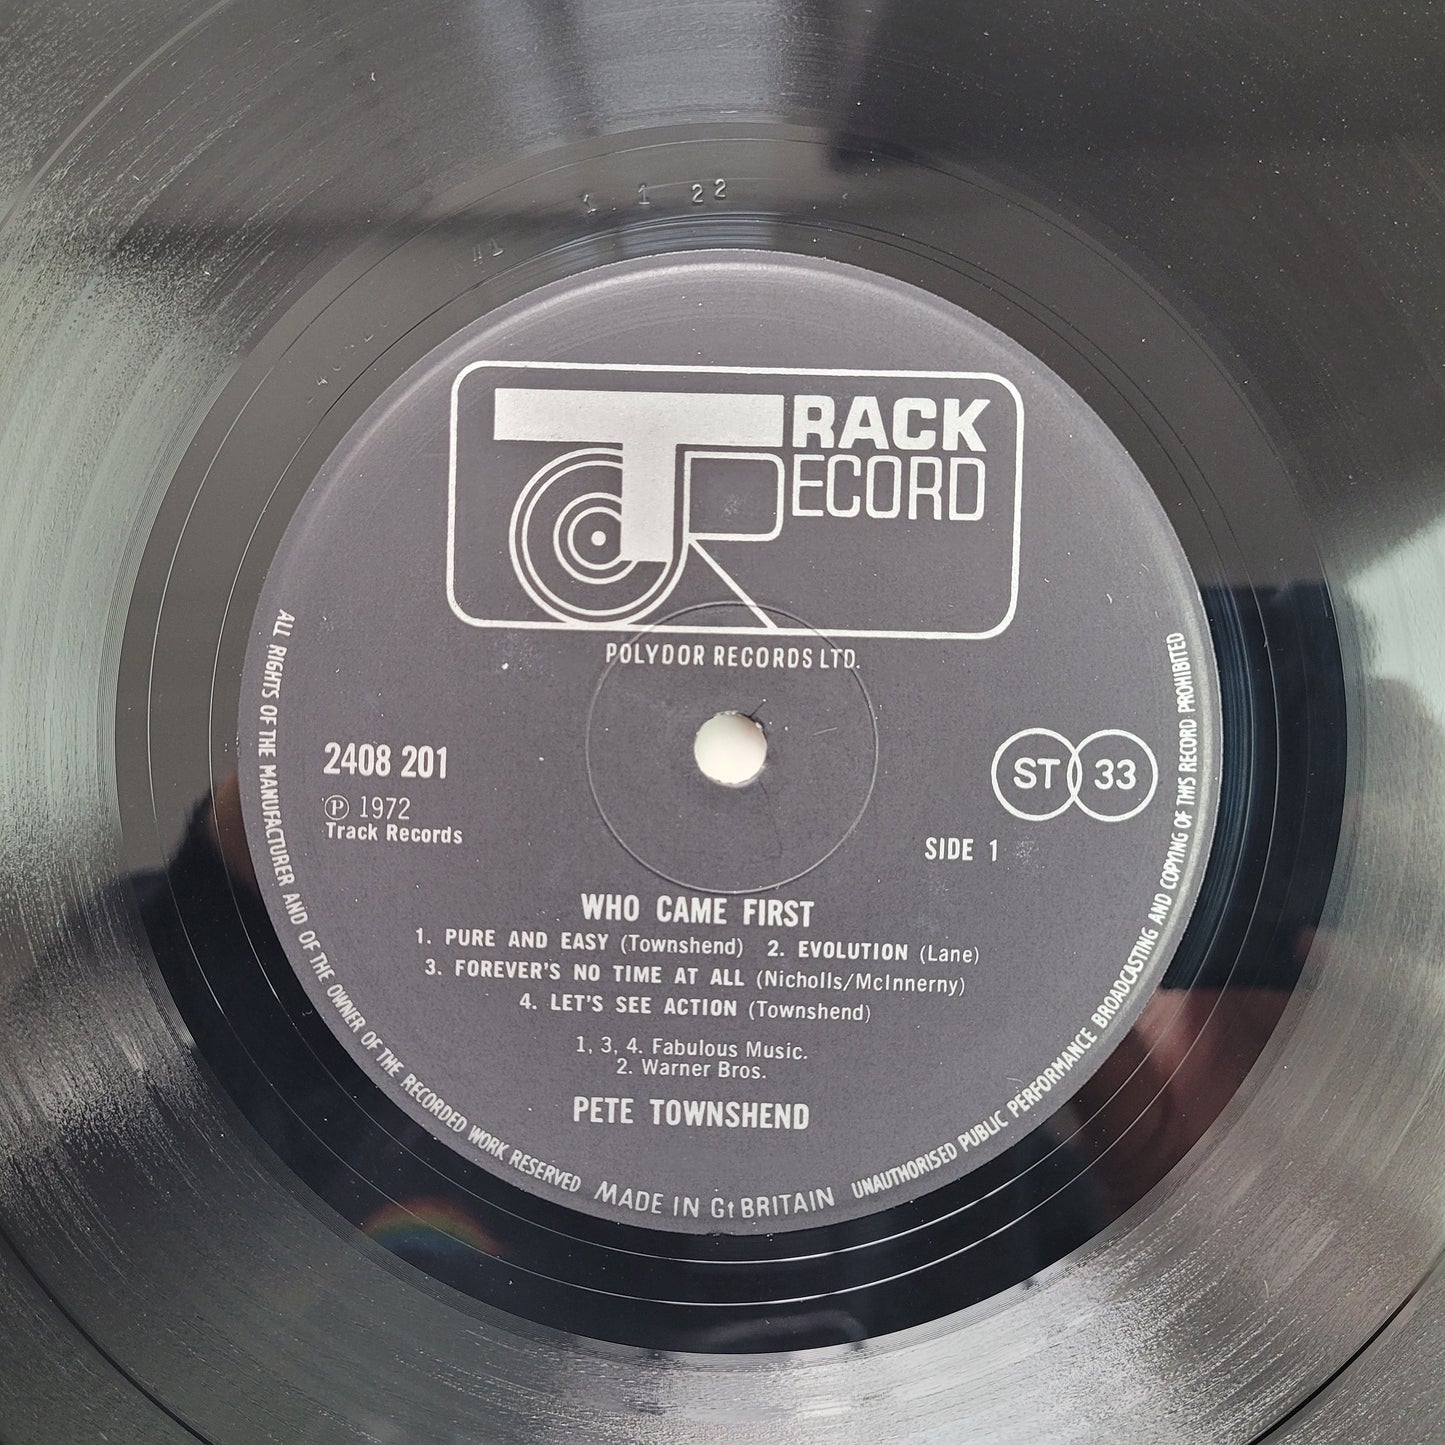 1 1 22
41
TRACK
RECORD
POLYDOR RECORDS LTD.
2408 201
℗ 1972
Track Records
ST 33
SIDE 1
WHO CAME FIRST
1. PURE AND EASY (Townshend) 2. EVOLUTION (Lane)
3. FOREVER'S NO TIME AT ALL (Nicholls/McInnerny)
4. LET'S SEE ACTION (Townshend)
1, 3, 4. Fabulous Music.
2. Warner Bros.
PETE TOWNSHEND
ALL RIGHTS OF THE MANUFACTURER AND OF THE OWNER OF THE RECORDED WORK RESERVED
MADE IN Gt BRITAIN
UNAUTHORISED PUBLIC PERFORMANCE BROADCASTING AND COPYING OF THIS RECORD PROHIBITED